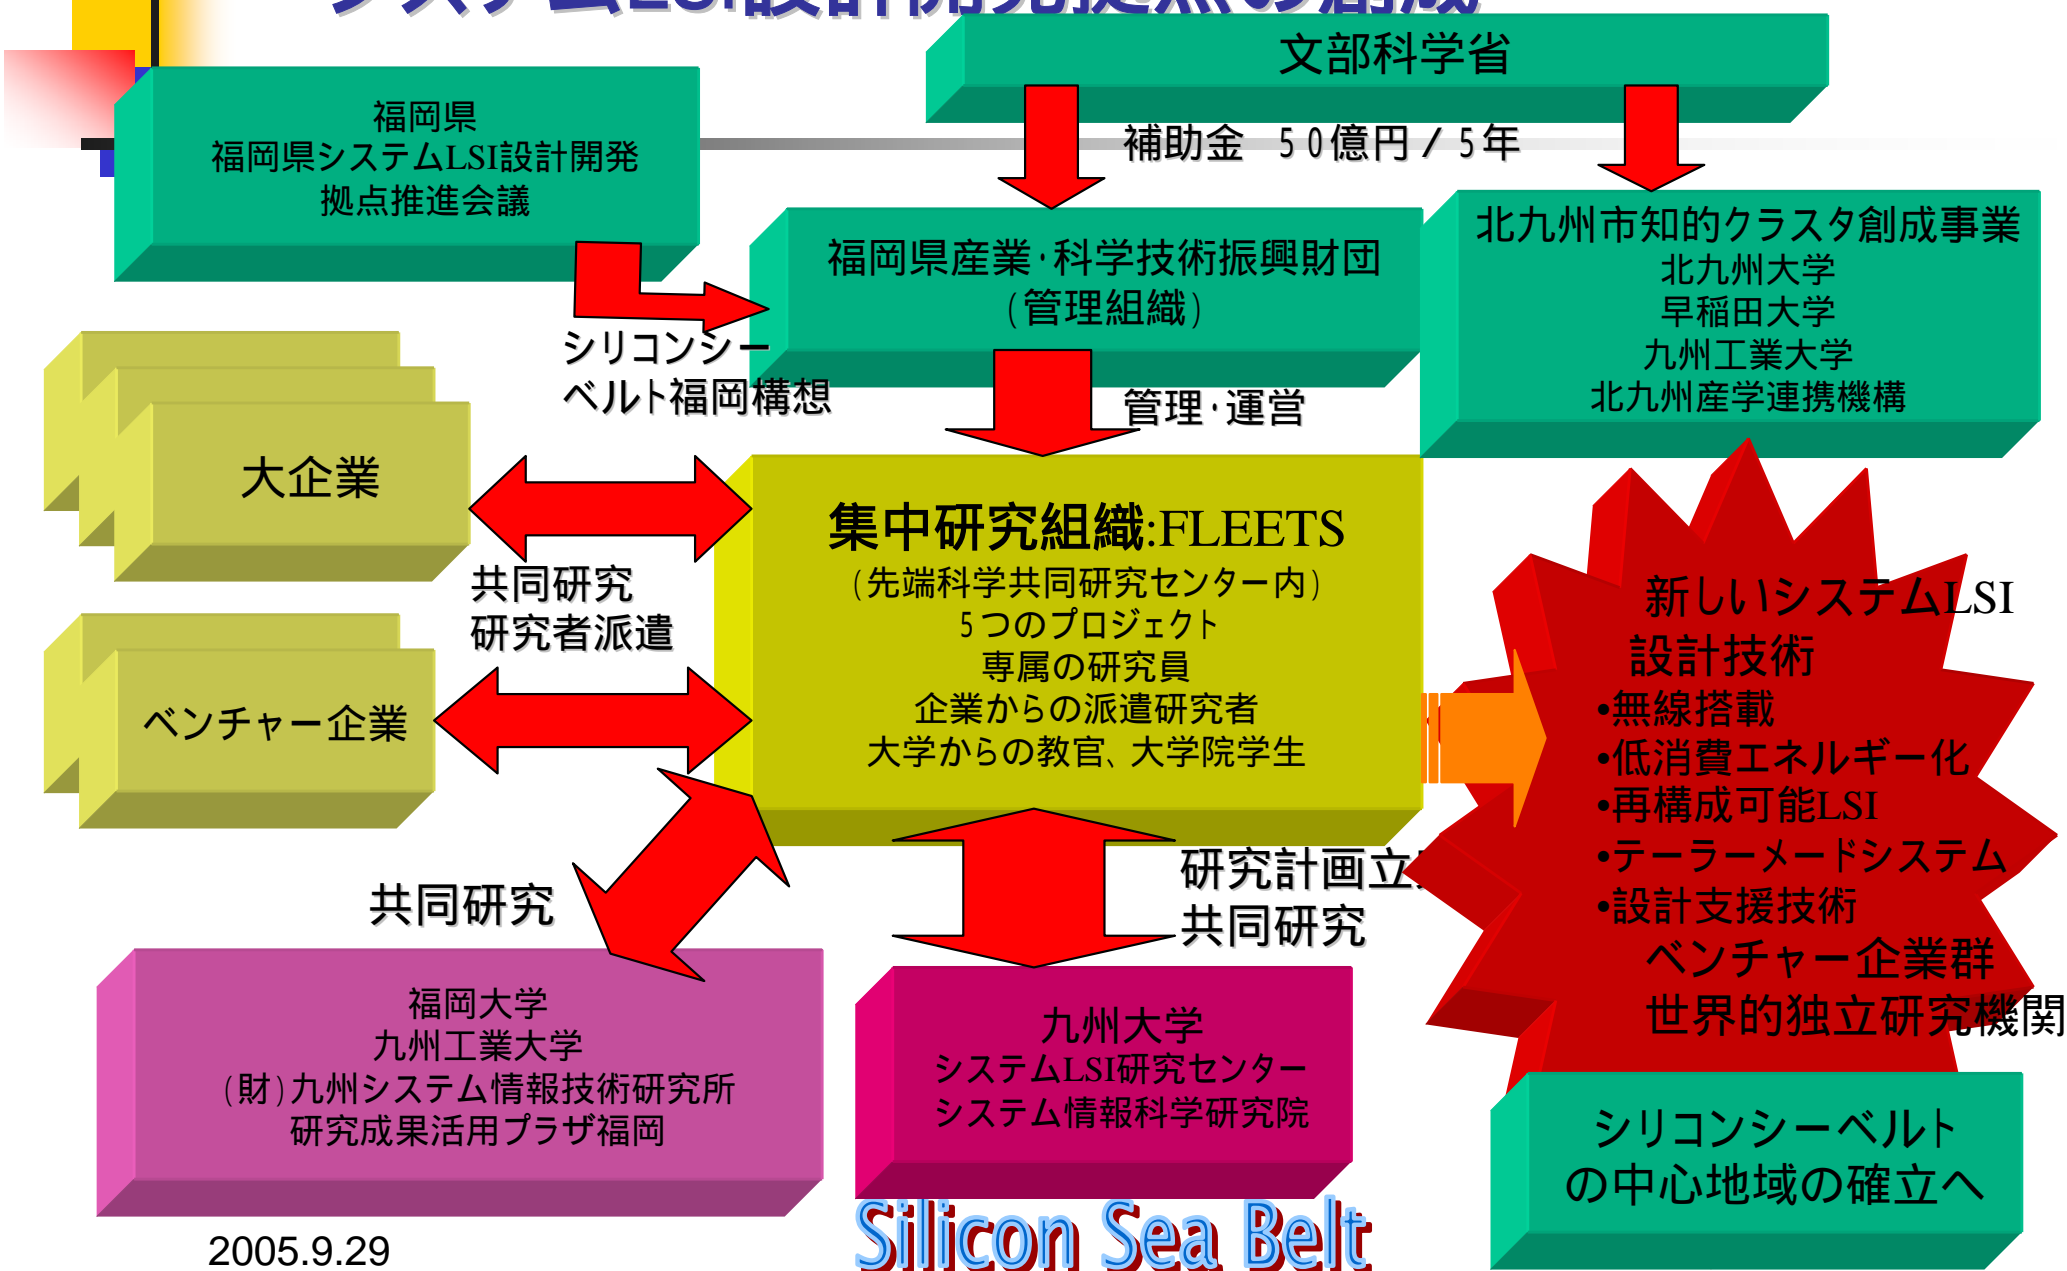 システムLSI設計開発拠点の創成
文部科学省
福岡県
福岡県システムLSI設計開発
拠点推進会議
補助金　５０億円／５年
福岡県産業・科学技術振興財団
（管理組織）
北九州市知的クラスタ創成事業
北九州大学
早稲田大学
九州工業大学
北九州産学連携機構
シリコンシー
ベルト福岡構想
管理・運営
大企業
共同研究
研究者派遣
ベンチャー企業
集中研究組織:FLEETS
（先端科学共同研究センター内）
５つのプロジェクト
専属の研究員
企業からの派遣研究者
大学からの教官、大学院学生
新しいシステムLSI
設計技術
•無線搭載
•低消費エネルギー化
•再構成可能LSI
•テーラーメードシステム
•設計支援技術
ベンチャー企業群
世界的独立研究機関
共同研究
研究計画立
共同研究
福岡大学
九州工業大学
（財）九州システム情報技術研究所
研究成果活用プラザ福岡
九州大学
システムLSI研究センター
システム情報科学研究院
シリコンシーベルト
の中心地域の確立へ
2005.9.29
Silicon Sea Belt